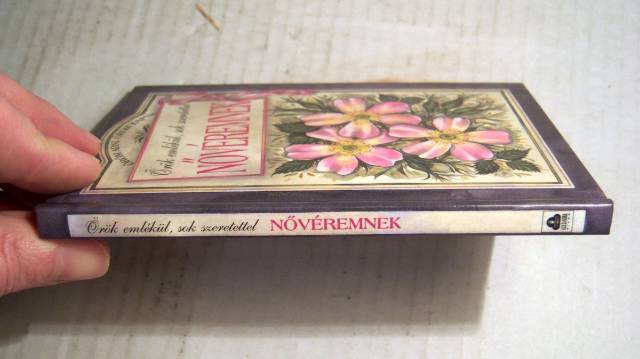 Örök emlékül, sok szeretettel
NŐVÉREMNEK
Örök emlékül, sok szeretettel NŐVÉREMNEK